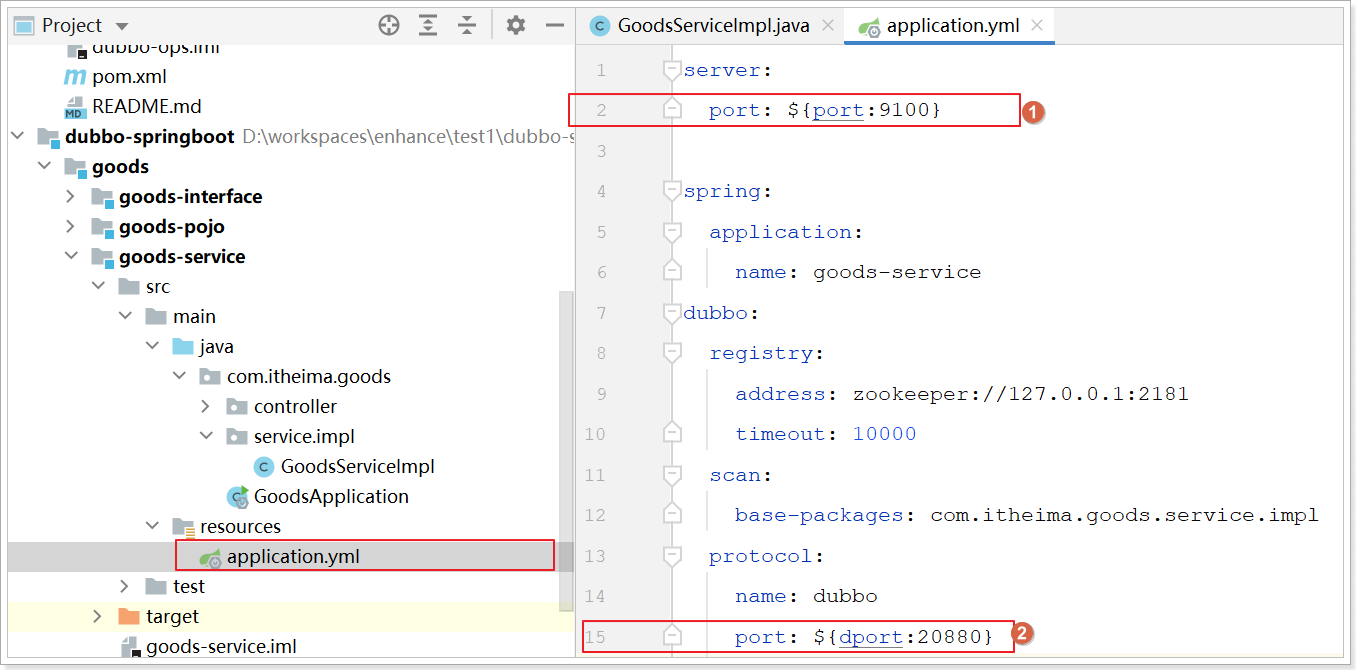 Project
dubbo-ops.iml
pom.xml
MD README.md
dubbo-springboot D:\workspaces\enhance\test1\dubbo-s
goods
goods-interface
goods-pojo
goods-service
src
main
java
com.itheima.goods
controller
service.impl
C GoodsServiceImpl
GoodsApplication
resources
application.yml
test
target
goods-service.iml
C GoodsServiceImpl.java application.yml
1 server:
2 port: ${port:9100} 1
3
4 spring:
5 application:
6 name: goods-service
7 dubbo:
8 registry:
9 address: zookeeper://127.0.0.1:2181
10 timeout: 10000
11 scan:
12 base-packages: com.itheima.goods.service.impl
13 protocol:
14 name: dubbo
15 port: ${dport:20880} 2